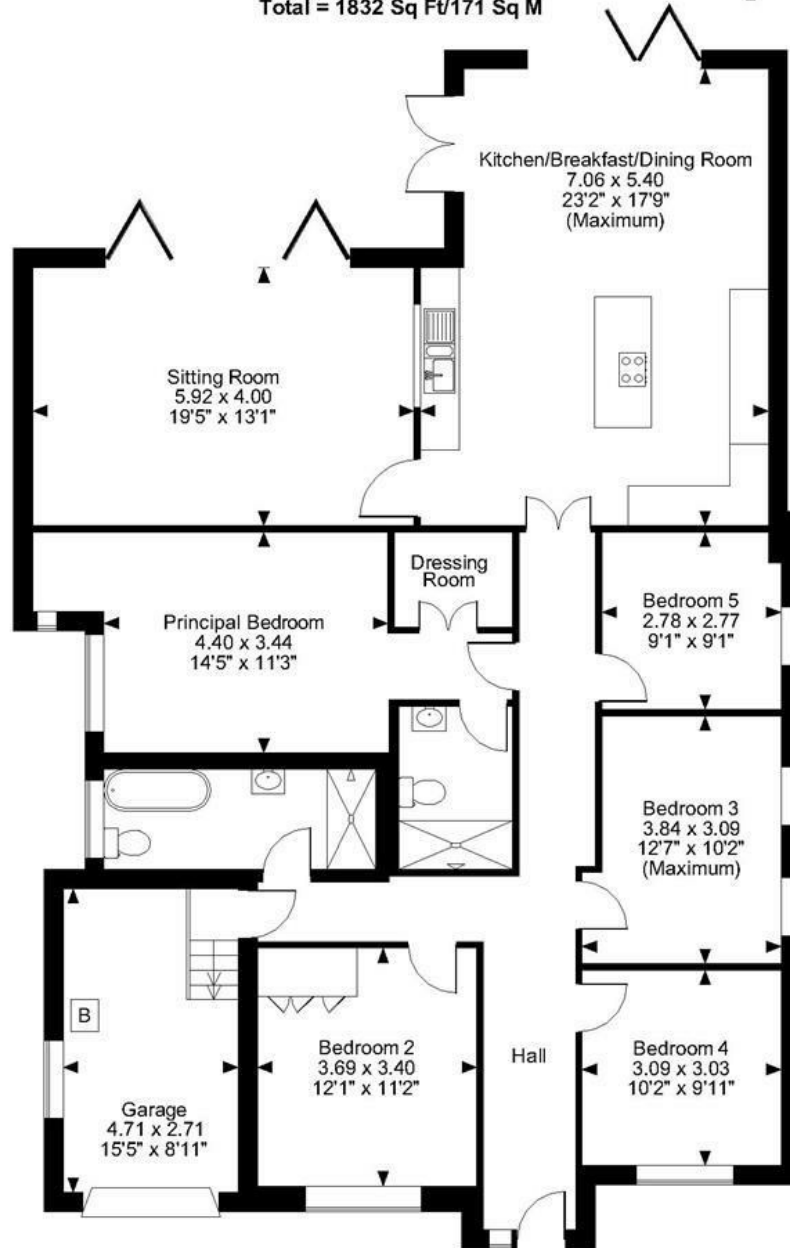 Total = 1832 Sq Ft/171 Sq M
Kitchen/Breakfast/Dining Room
7.06 x 5.40
23'2" x 17'9"
(Maximum)
Sitting Room
5.92 x 4.00
19'5" x 13'1"
Dressing
Room
Principal Bedroom
4.40 x 3.44
14'5" x 11'3"
Bedroom 5
2.78 x 2.77
9'1" x 9'1"
Bedroom 3
3.84 x 3.09
12'7" x 10'2"
(Maximum)
B
Bedroom 2
3.69 x 3.40
12'1" x 11'2"
Hall
Bedroom 4
3.09 x 3.03
10'2" x 9'11"
Garage
4.71 x 2.71
15'5" x 8'11"